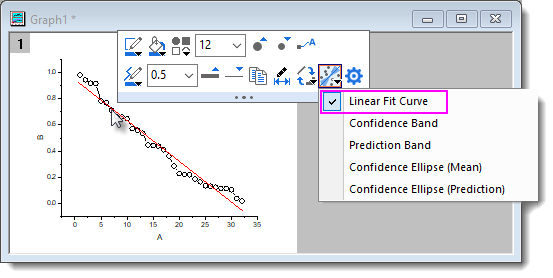 Graph1 *
1
12
A
0.5
Linear Fit Curve
Confidence Band
Prediction Band
Confidence Ellipse (Mean)
Confidence Ellipse (Prediction)
1.0
0.8
0.6
0.4
0.2
0.0
B
0 5 10 15 20 25 30 35
A